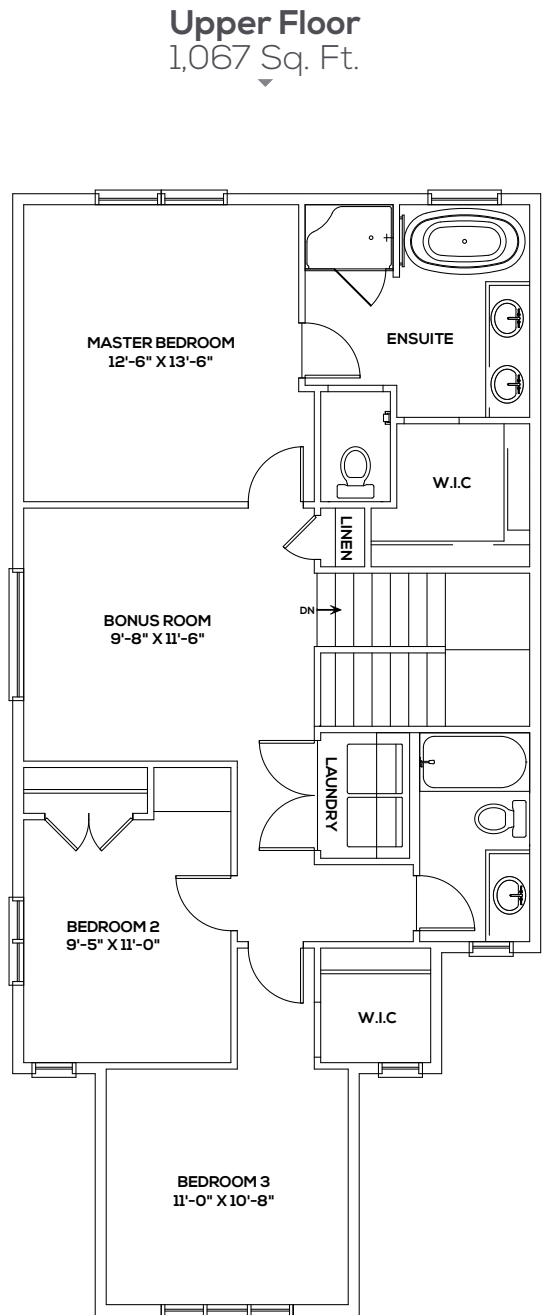 Upper Floor
1,067 Sq. Ft.
MASTER BEDROOM
12'-6" X 13'-6"
ENSUITE
W.I.C
LINEN
BONUS ROOM
9'-8" X 11'-6"
DN
LAUNDRY
BEDROOM 2
9'-5" X 11'-0"
W.I.C
BEDROOM 3
11'-0" X 10'-8"